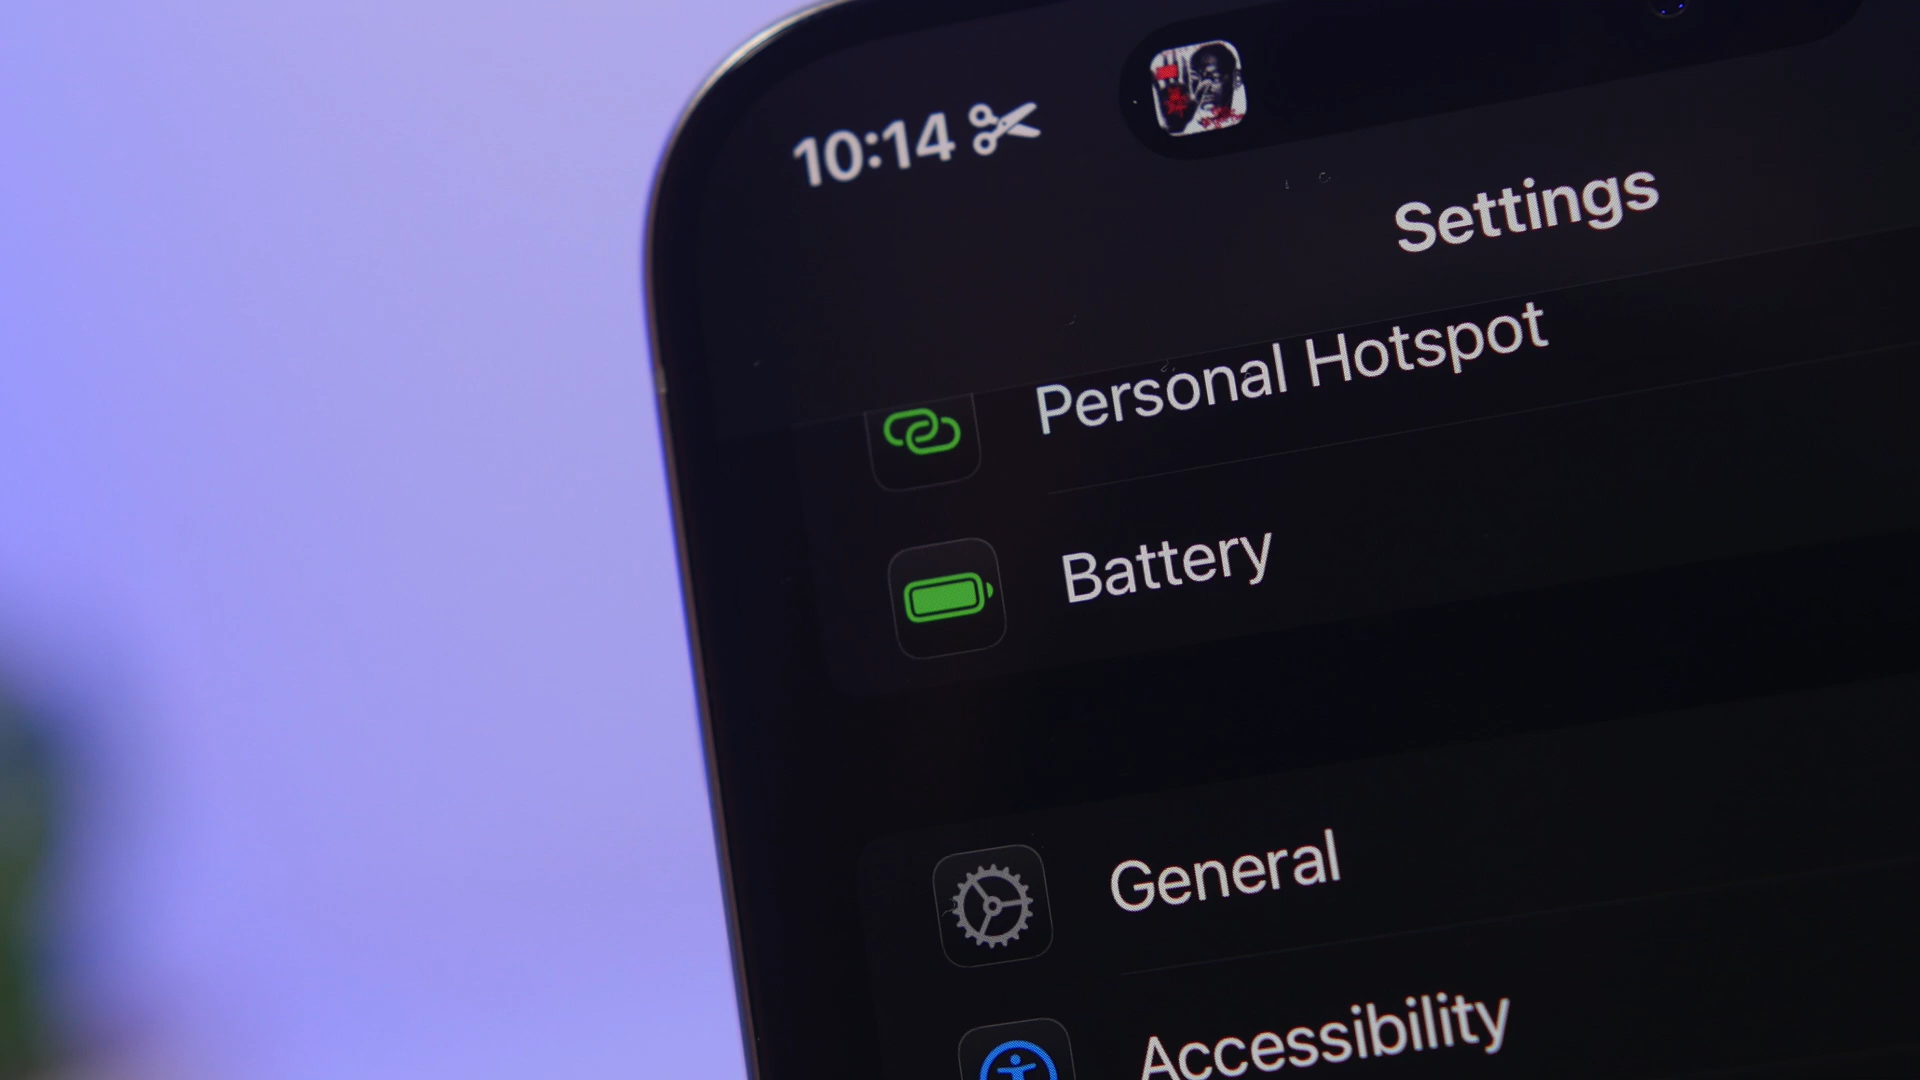 10:14
Settings
Personal Hotspot
Battery
General
Accessibility